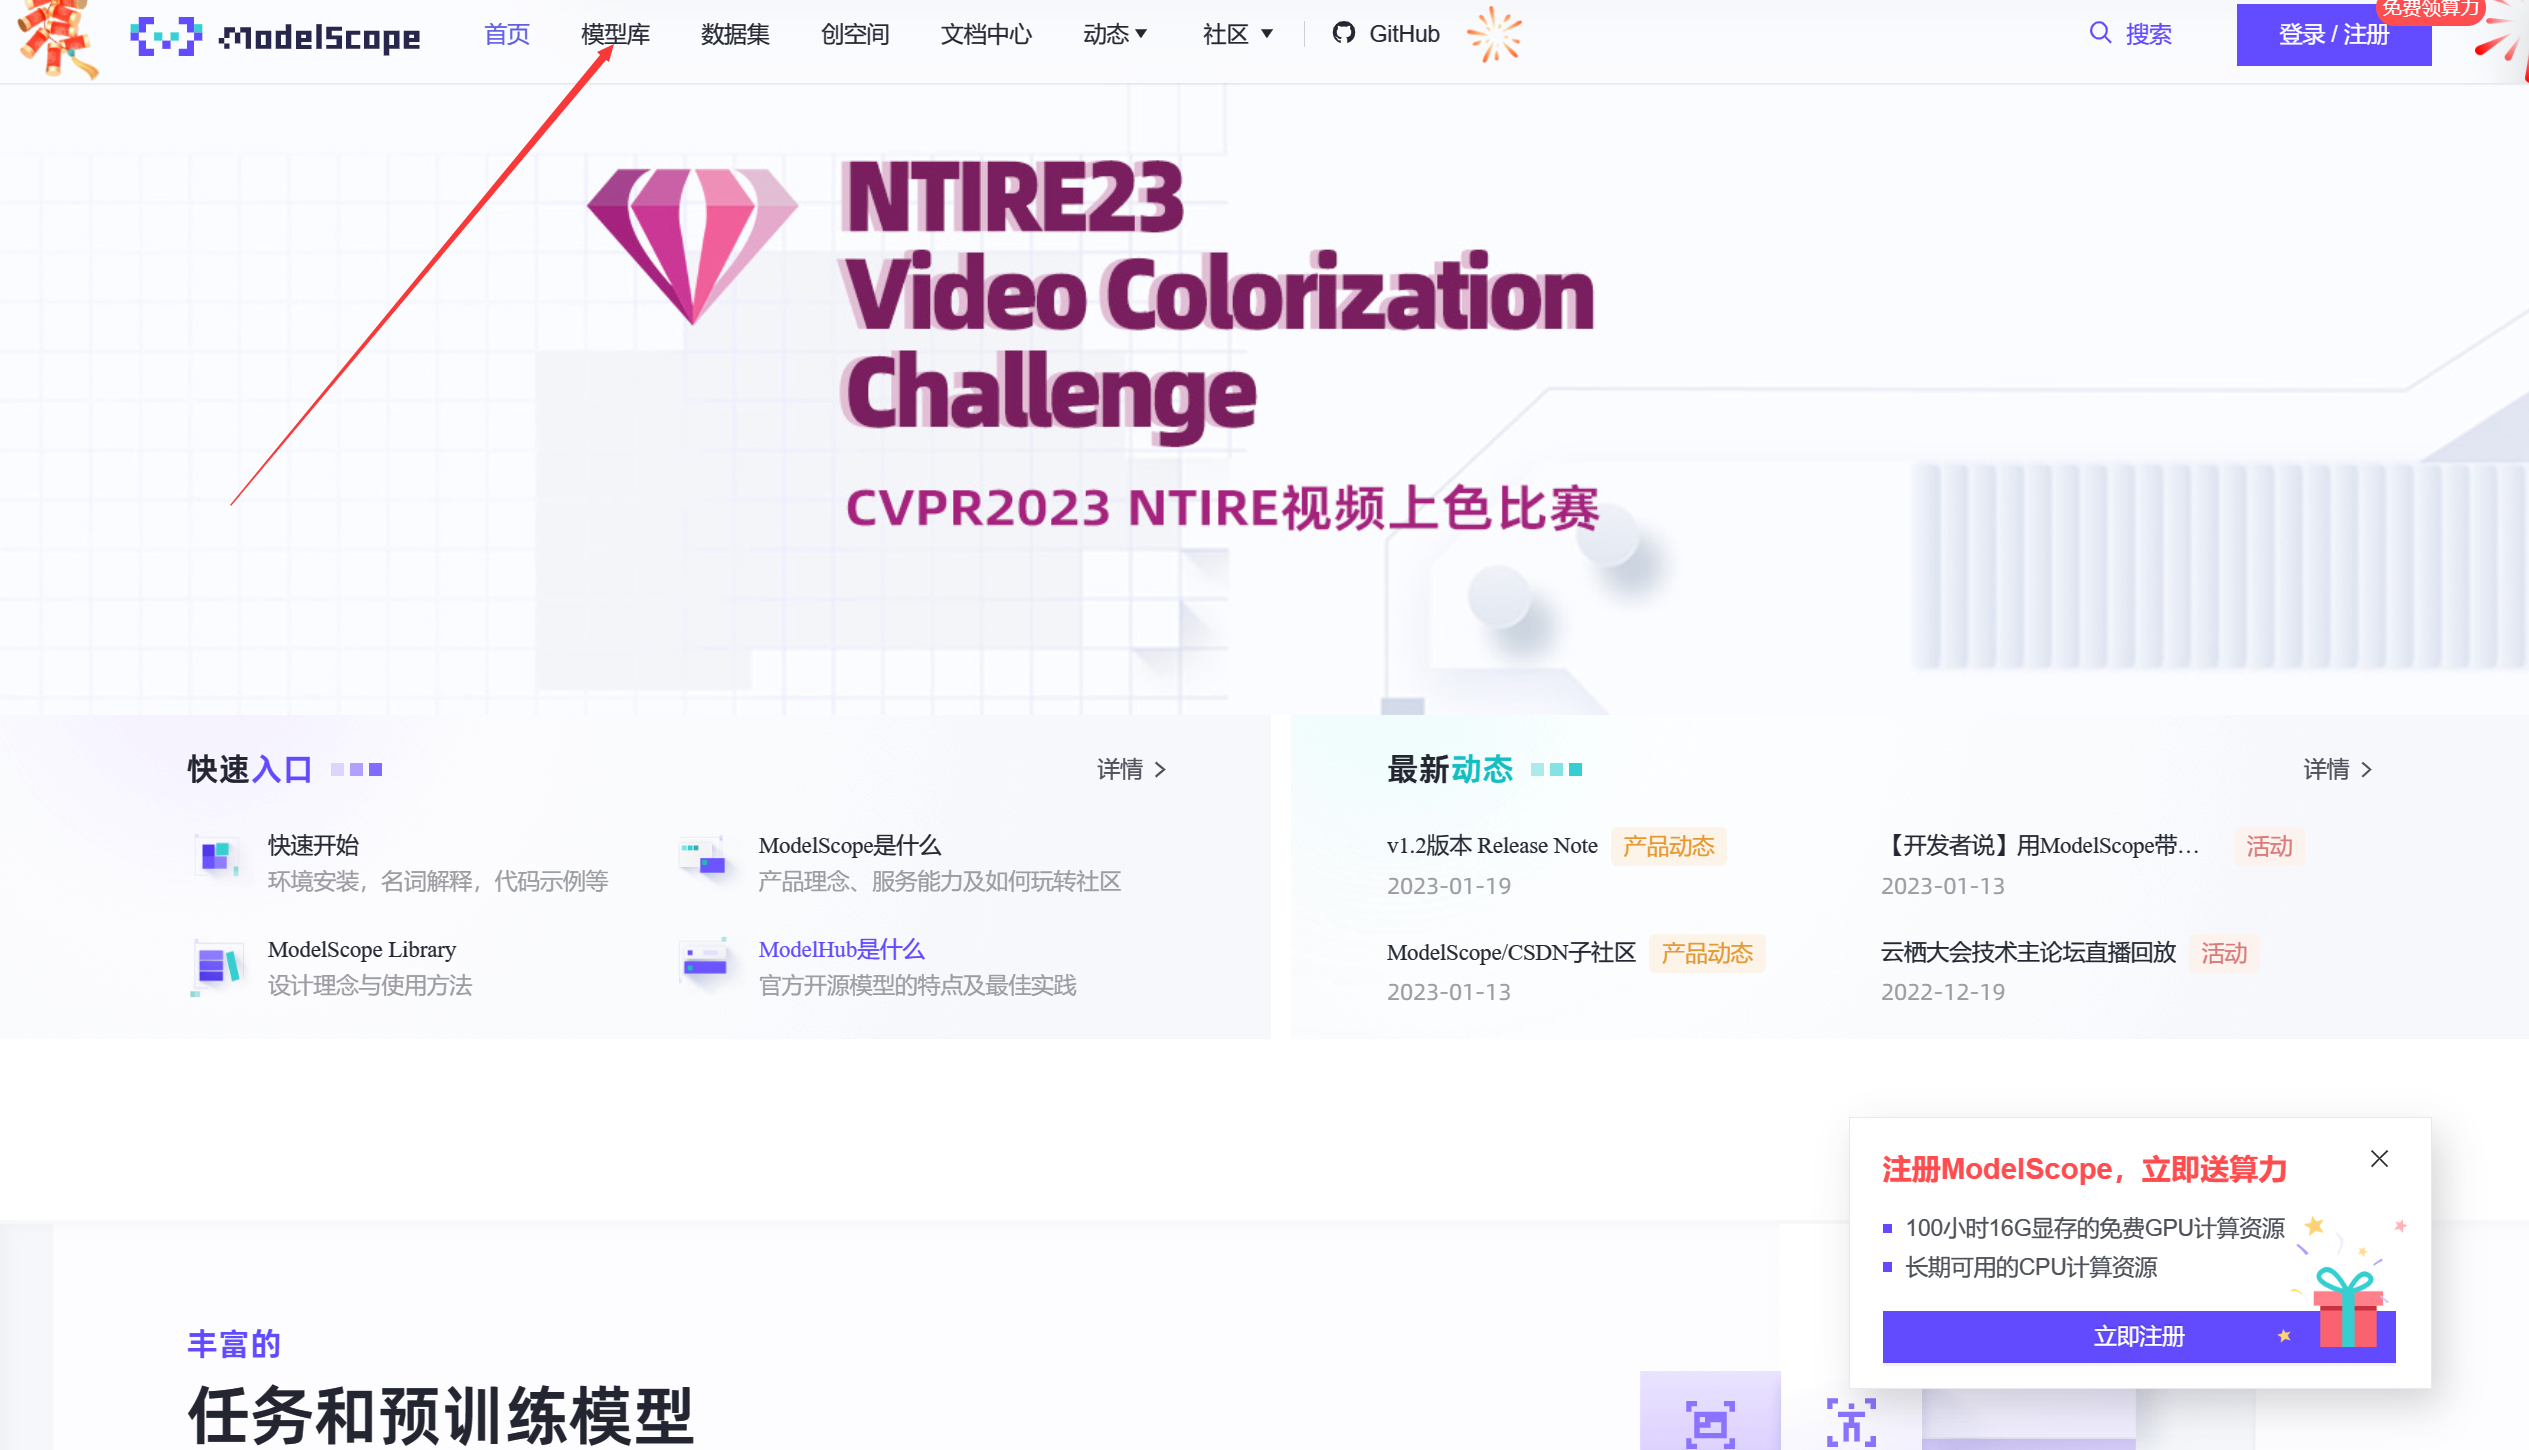 ModelScope
首页
模型库
数据集
创空间
文档中心
动态
社区
GitHub
搜索
登录 / 注册
免费领算力
NTIRE23
Video Colorization
Challenge
CVPR2023 NTIRE视频上色比赛
快速入口
详情
快速开始
环境安装，名词解释，代码示例等
ModelScope是什么
产品理念、服务能力及如何玩转社区
ModelScope Library
设计理念与使用方法
ModelHub是什么
官方开源模型的特点及最佳实践
最新动态
详情
v1.2版本 Release Note 产品动态
2023-01-19
【开发者说】用ModelScope带… 活动
2023-01-13
ModelScope/CSDN子社区 产品动态
2023-01-13
云栖大会技术主论坛直播回放 活动
2022-12-19
注册ModelScope，立即送算力
100小时16G显存的免费GPU计算资源
长期可用的CPU计算资源
立即注册
丰富的
任务和预训练模型